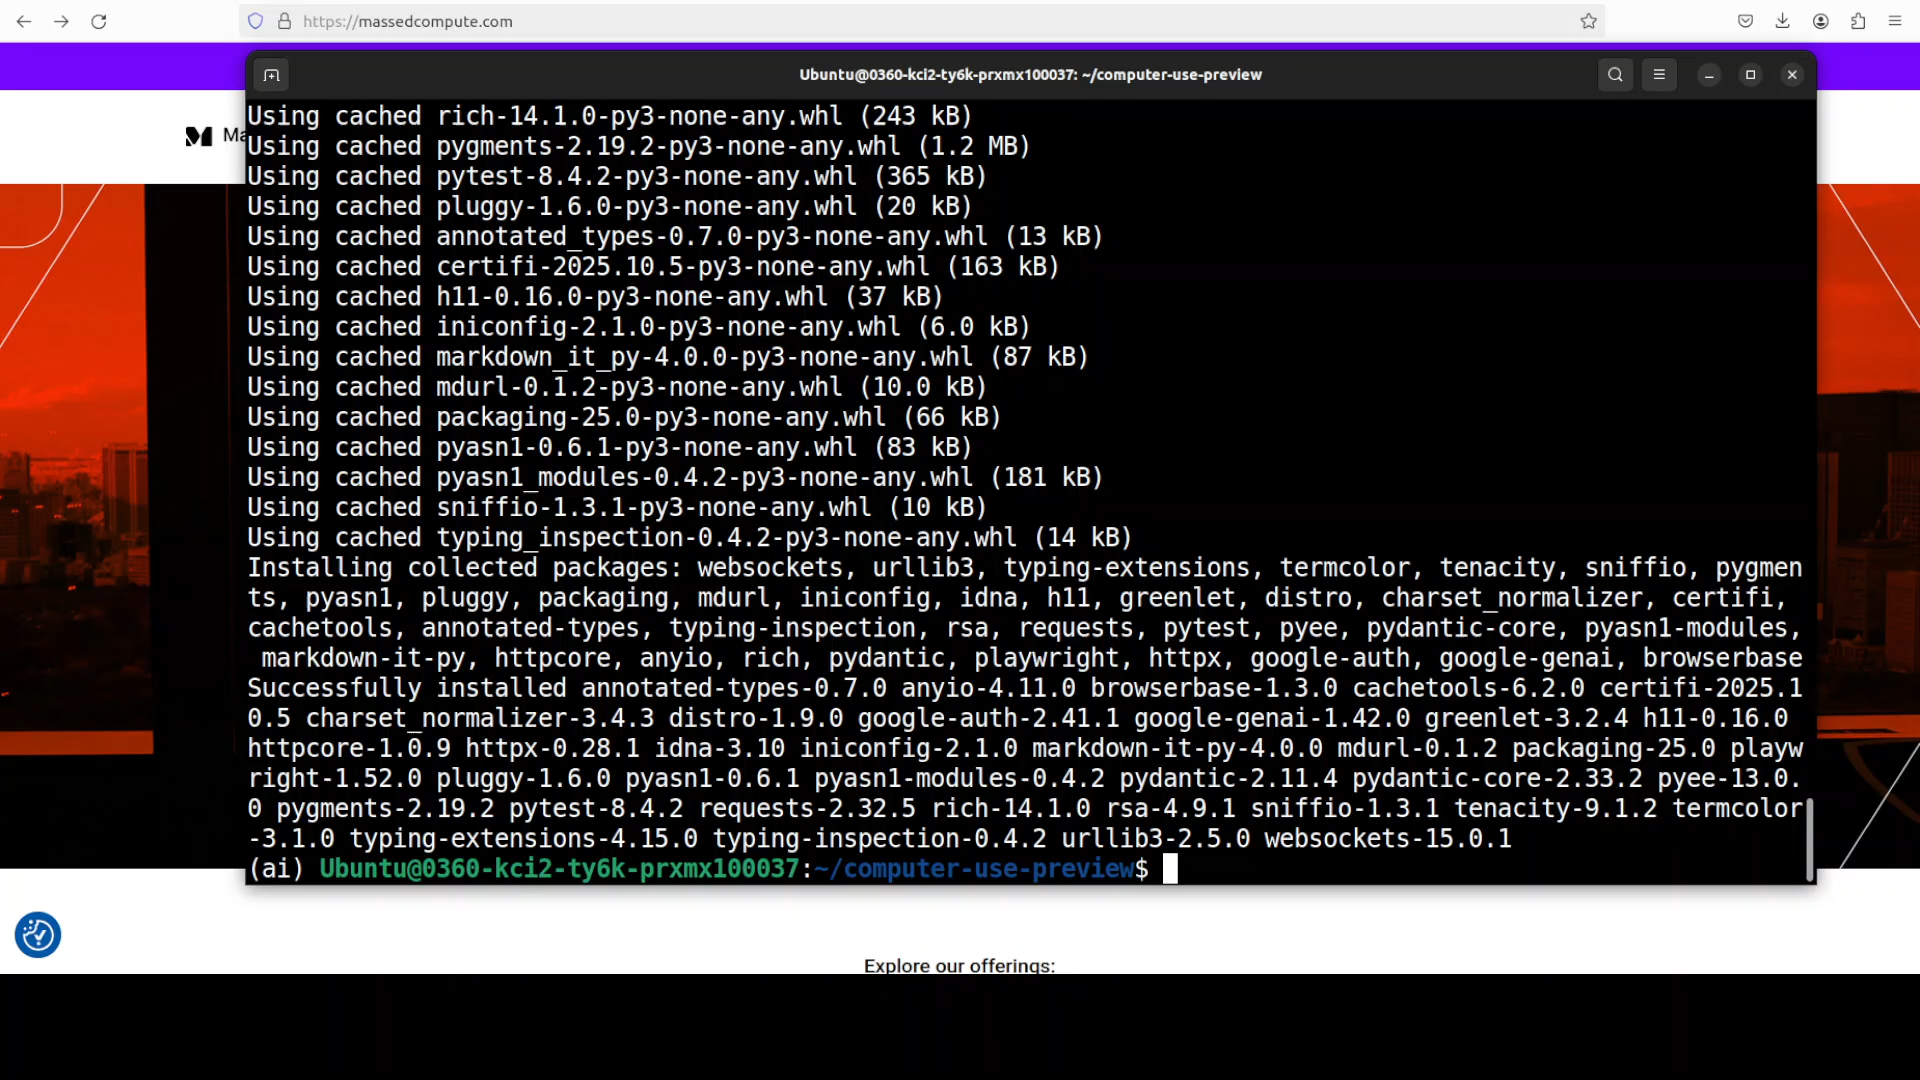 https://massedcompute.com
Ubuntu@0360-kci2-ty6k-prxmx100037: ~/computer-use-preview
Ma
Using cached rich-14.1.0-py3-none-any.whl (243 kB)
Using cached pygments-2.19.2-py3-none-any.whl (1.2 MB)
Using cached pytest-8.4.2-py3-none-any.whl (365 kB)
Using cached pluggy-1.6.0-py3-none-any.whl (20 kB)
Using cached annotated_types-0.7.0-py3-none-any.whl (13 kB)
Using cached certifi-2025.10.5-py3-none-any.whl (163 kB)
Using cached h11-0.16.0-py3-none-any.whl (37 kB)
Using cached iniconfig-2.1.0-py3-none-any.whl (6.0 kB)
Using cached markdown_it_py-4.0.0-py3-none-any.whl (87 kB)
Using cached mdurl-0.1.2-py3-none-any.whl (10.0 kB)
Using cached packaging-25.0-py3-none-any.whl (66 kB)
Using cached pyasn1-0.6.1-py3-none-any.whl (83 kB)
Using cached pyasn1_modules-0.4.2-py3-none-any.whl (181 kB)
Using cached sniffio-1.3.1-py3-none-any.whl (10 kB)
Using cached typing_inspection-0.4.2-py3-none-any.whl (14 kB)
Installing collected packages: websockets, urllib3, typing-extensions, termcolor, tenacity, sniffio, pygmen
ts, pyasn1, pluggy, packaging, mdurl, iniconfig, idna, h11, greenlet, distro, charset_normalizer, certifi,
cachetools, annotated-types, typing-inspection, rsa, requests, pytest, pyee, pydantic-core, pyasn1-modules,
markdown-it-py, httpcore, anyio, rich, pydantic, playwright, httpx, google-auth, google-genai, browserbase
Successfully installed annotated-types-0.7.0 anyio-4.11.0 browserbase-1.3.0 cachetools-6.2.0 certifi-2025.1
0.5 charset_normalizer-3.4.3 distro-1.9.0 google-auth-2.41.1 google-genai-1.42.0 greenlet-3.2.4 h11-0.16.0
httpcore-1.0.9 httpx-0.28.1 idna-3.10 iniconfig-2.1.0 markdown-it-py-4.0.0 mdurl-0.1.2 packaging-25.0 playw
right-1.52.0 pluggy-1.6.0 pyasn1-0.6.1 pyasn1-modules-0.4.2 pydantic-2.11.4 pydantic-core-2.33.2 pyee-13.0.
0 pygments-2.19.2 pytest-8.4.2 requests-2.32.5 rich-14.1.0 rsa-4.9.1 sniffio-1.3.1 tenacity-9.1.2 termcolor
-3.1.0 typing-extensions-4.15.0 typing-inspection-0.4.2 urllib3-2.5.0 websockets-15.0.1
(ai) Ubuntu@0360-kci2-ty6k-prxmx100037:~/computer-use-preview$
Explore our offerings: